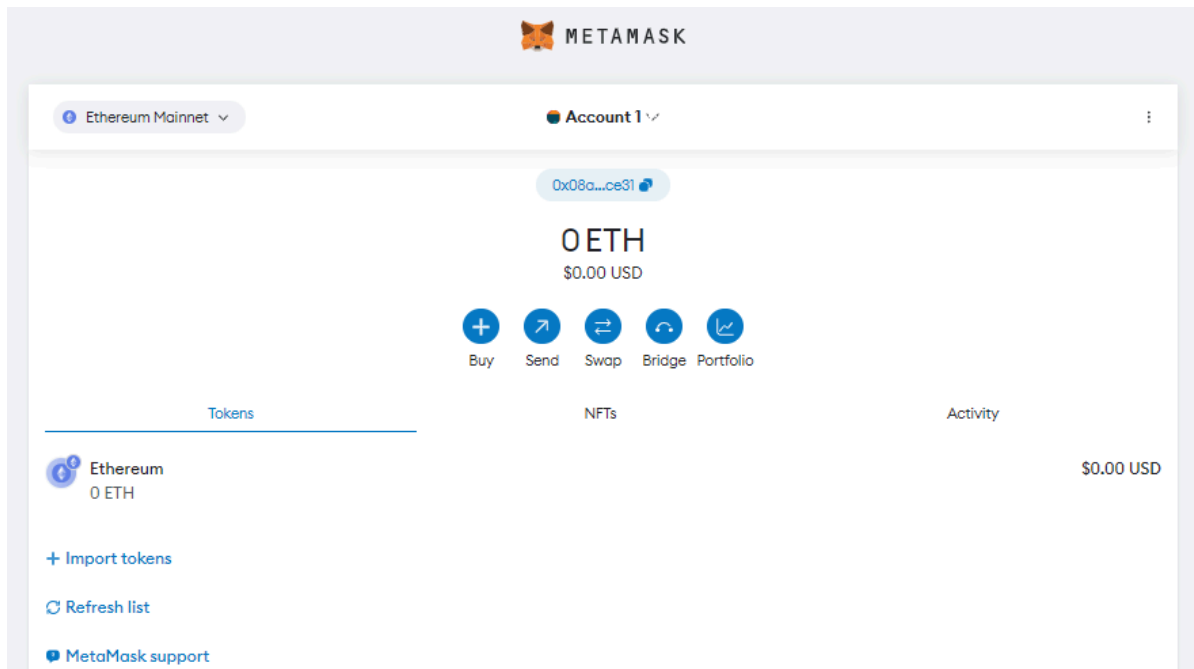 METAMASK
Ethereum Mainnet
Account 1
0x08a...ce31
0 ETH
$0.00 USD
Buy Send Swap Bridge Portfolio
Tokens NFTs Activity
Ethereum $0.00 USD
0 ETH
+ Import tokens
Refresh list
MetaMask support